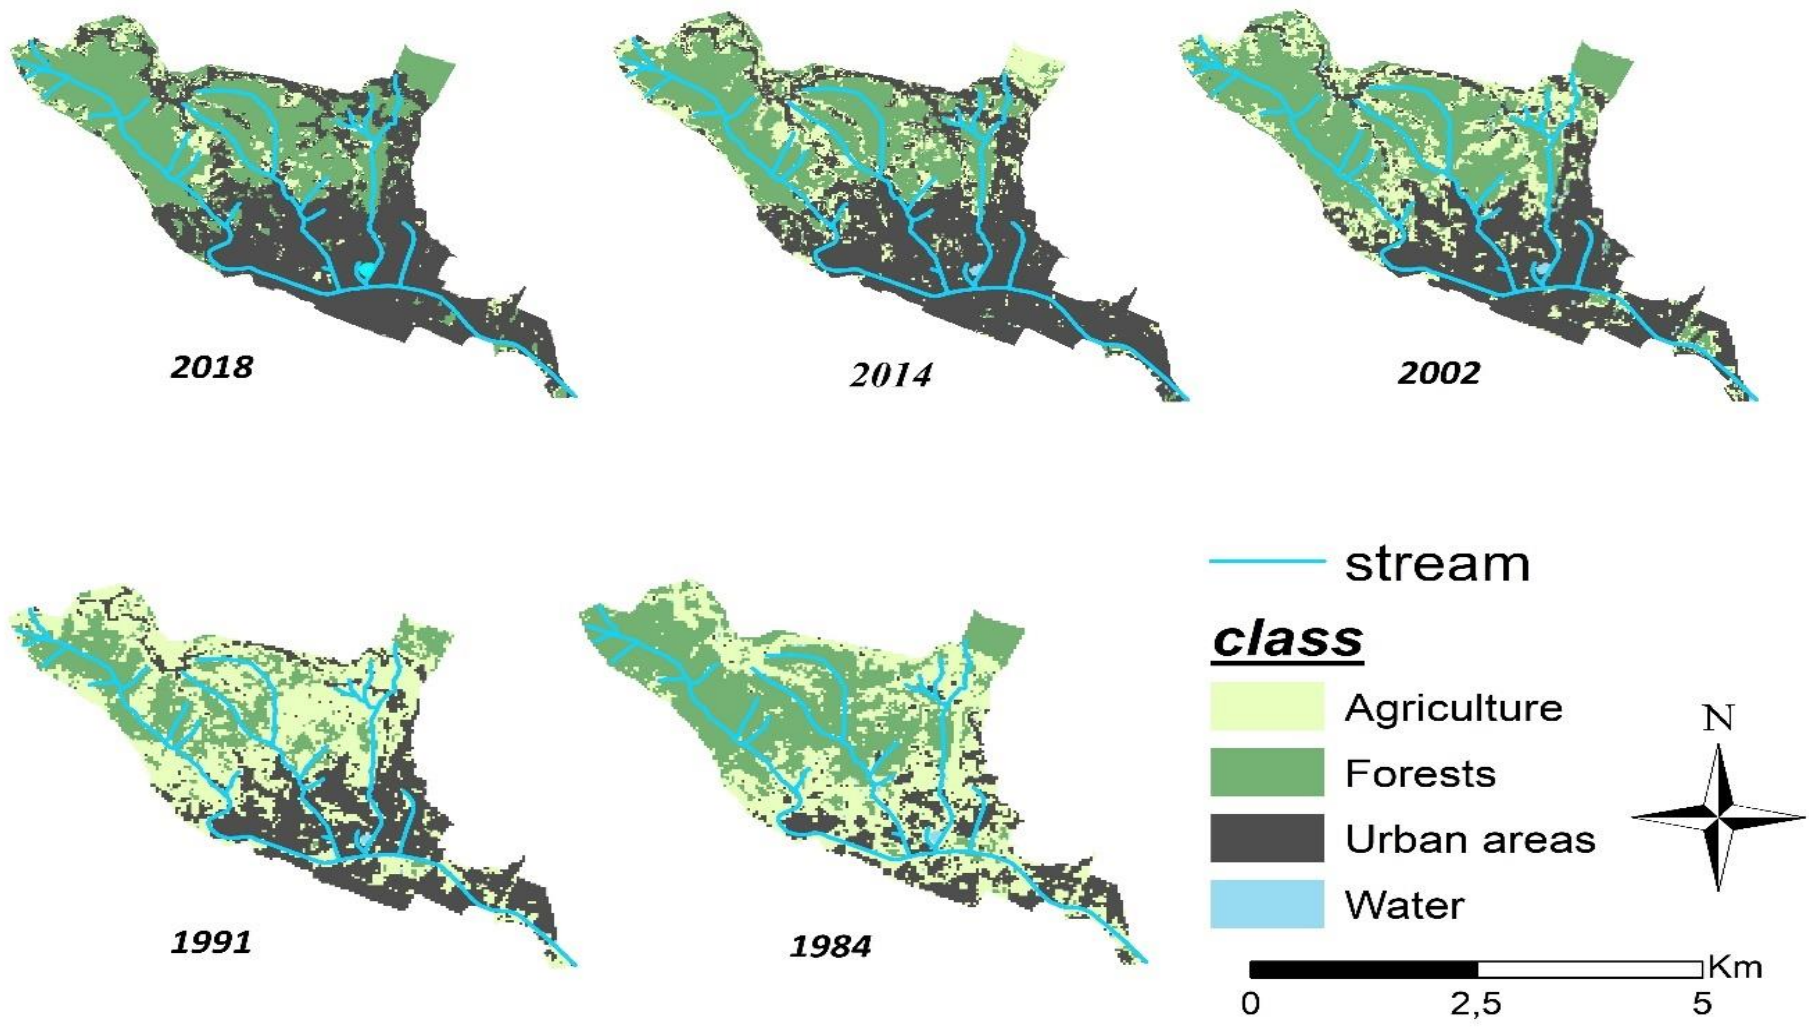 2018
2014
2002
1991
1984
stream
class
Agriculture
Forests
Urban areas
Water
N
Km
0 2,5 5